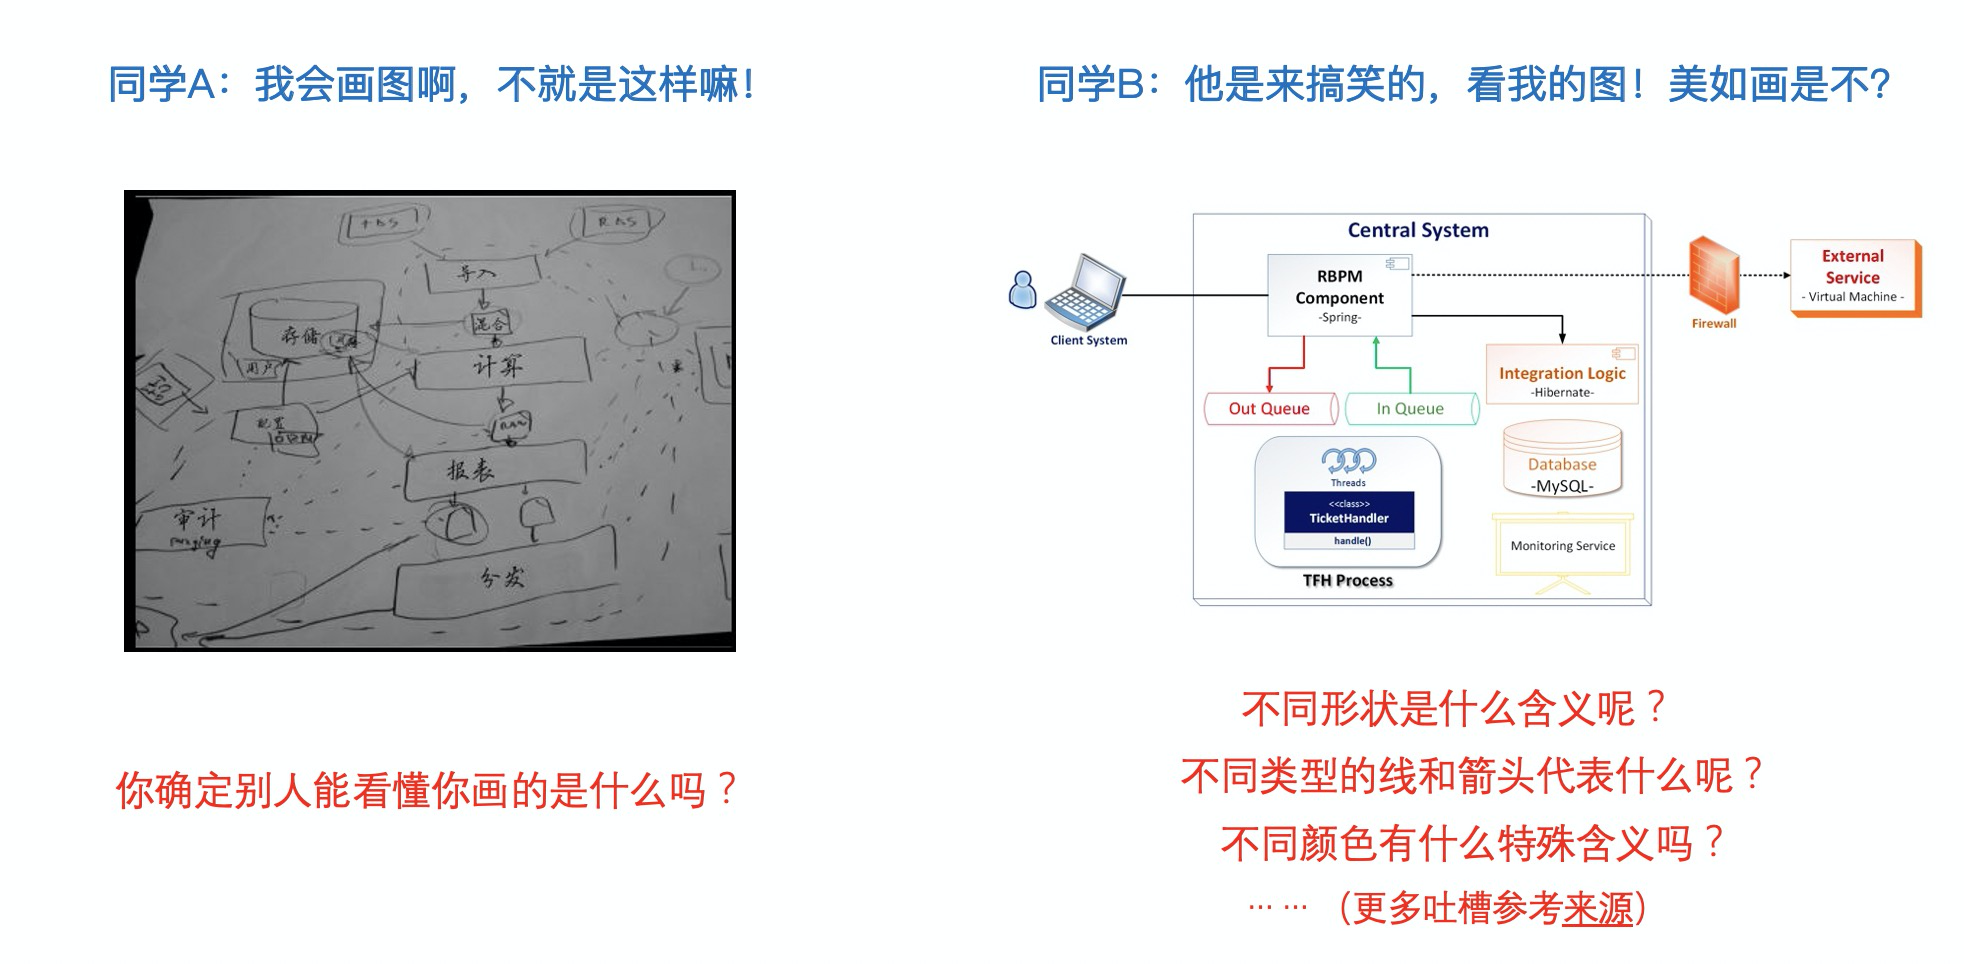 同学A：我会画图啊，不就是这样嘛！
同学B：他是来搞笑的，看我的图！美如画是不？
导入
混合
存储
用户
计算
配置
报表
审计
分发
Central System
RBPM
Component
-Spring-
Client System
Firewall
External
Service
- Virtual Machine -
Integration Logic
-Hibernate-
Out Queue
In Queue
Threads
<<class>>
TicketHandler
handle()
TFH Process
Database
-MySQL-
Monitoring Service
你确定别人能看懂你画的是什么吗？
不同形状是什么含义呢？
不同类型的线和箭头代表什么呢？
不同颜色有什么特殊含义吗？
… … （更多吐槽参考来源）